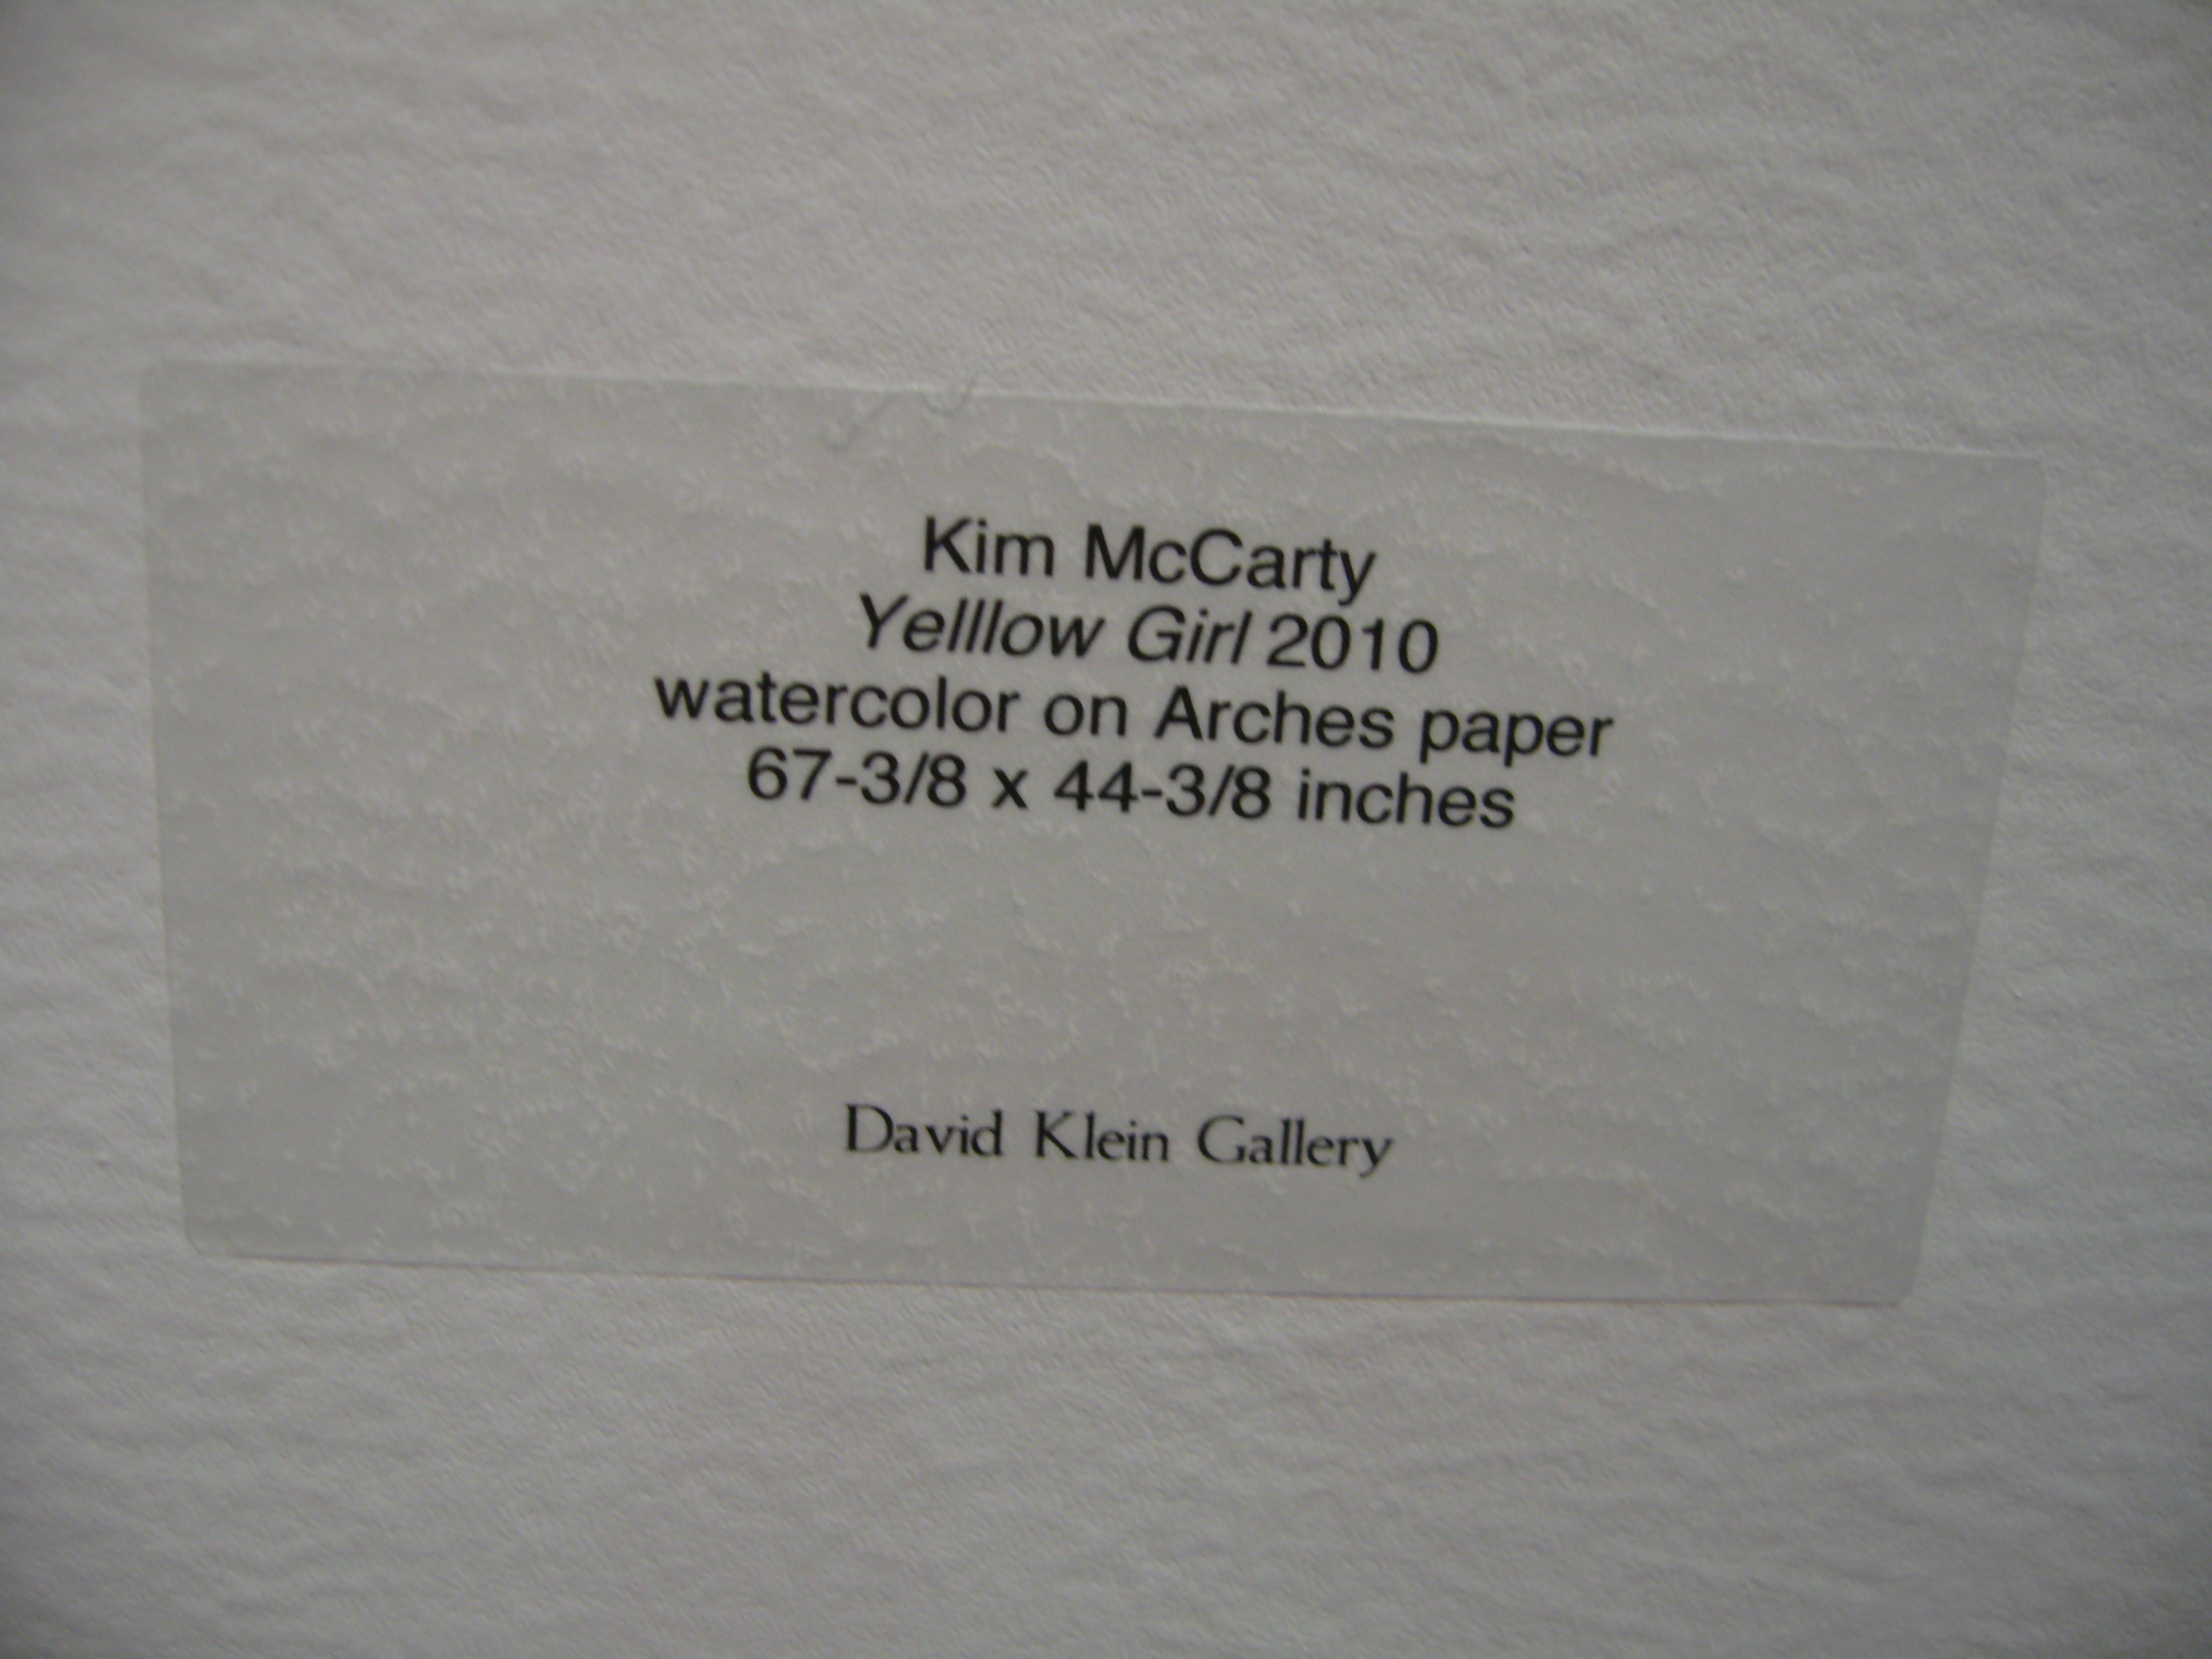 Kim McCarty
Yelllow Girl 2010
watercolor on Arches paper
67-3/8 x 44-3/8 inches
David Klein Gallery